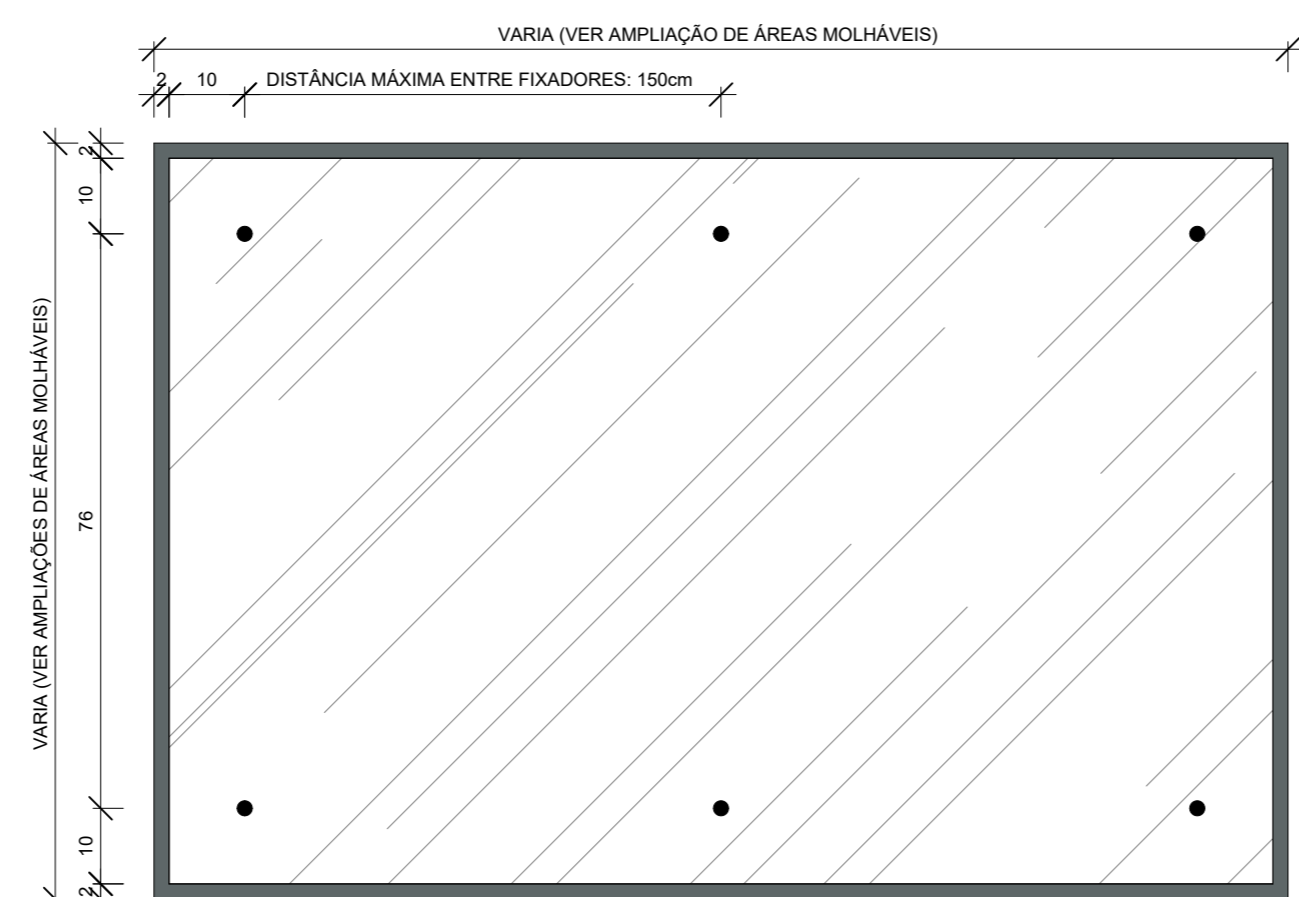 VARIA (VER AMPLIAÇÃO DE ÁREAS MOLHÁVEIS)
2
10
DISTÂNCIA MÁXIMA ENTRE FIXADORES: 150cm
2
10
VARIA (VER AMPLIAÇÕES DE ÁREAS MOLHÁVEIS)
76
10
2